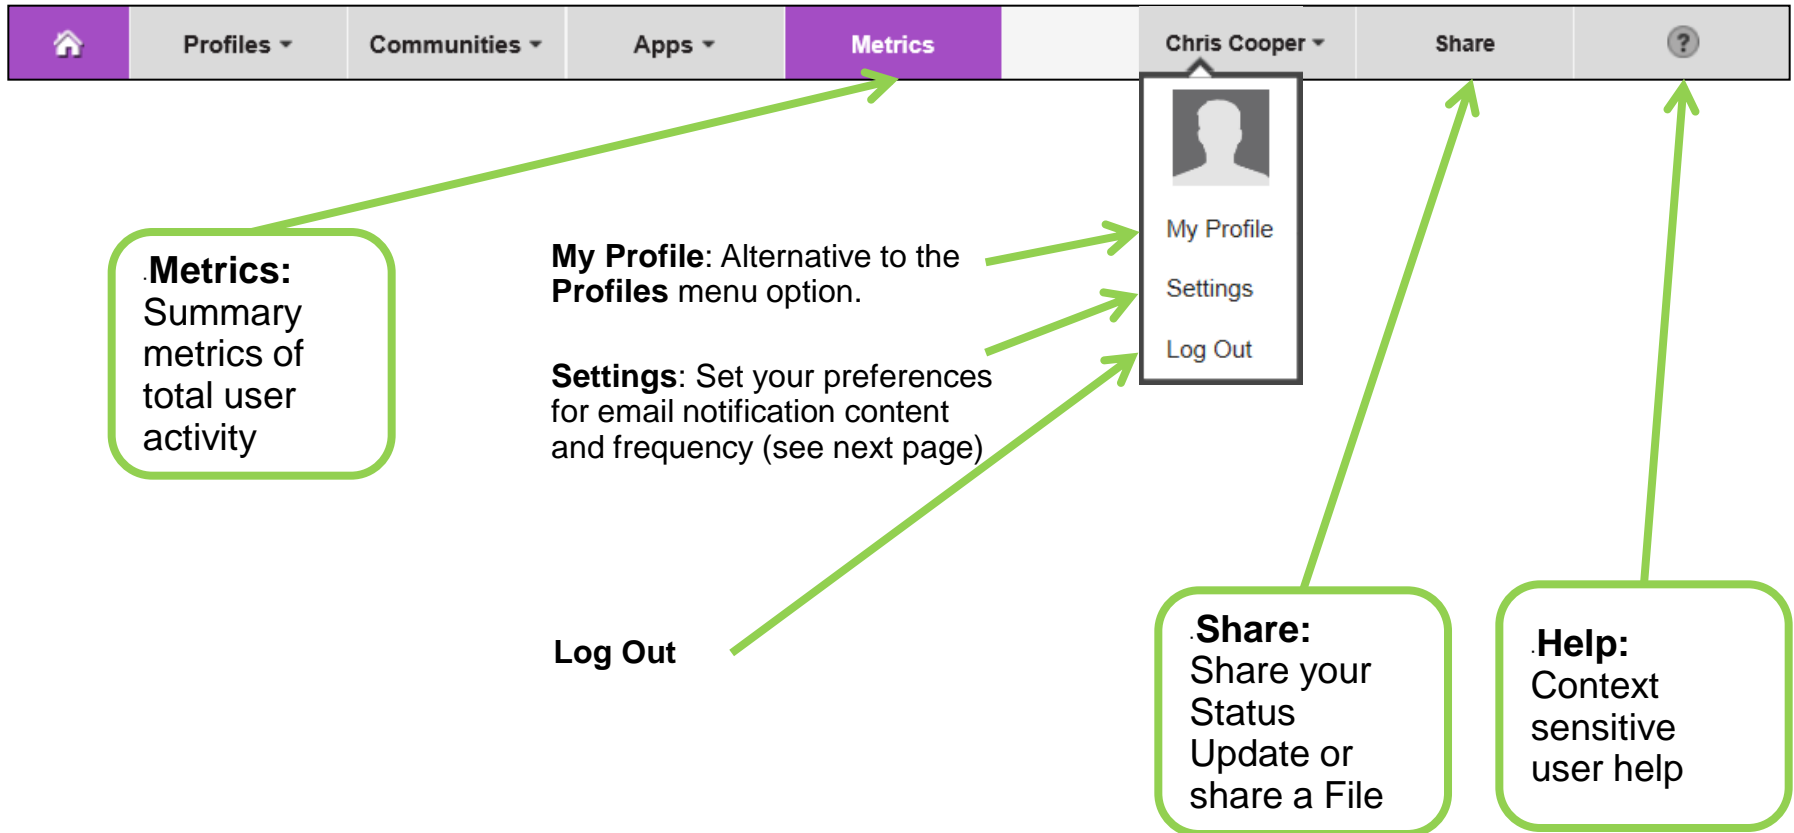 Profiles
Communities
Apps
Metrics
Chris Cooper
Share
?
My Profile
Settings
Log Out
.Metrics:
Summary
metrics of
total user
activity
My Profile: Alternative to the
Profiles menu option.
Settings: Set your preferences
for email notification content
and frequency (see next page)
Log Out
.Share:
Share your
Status
Update or
share a File
.Help:
Context
sensitive
user help